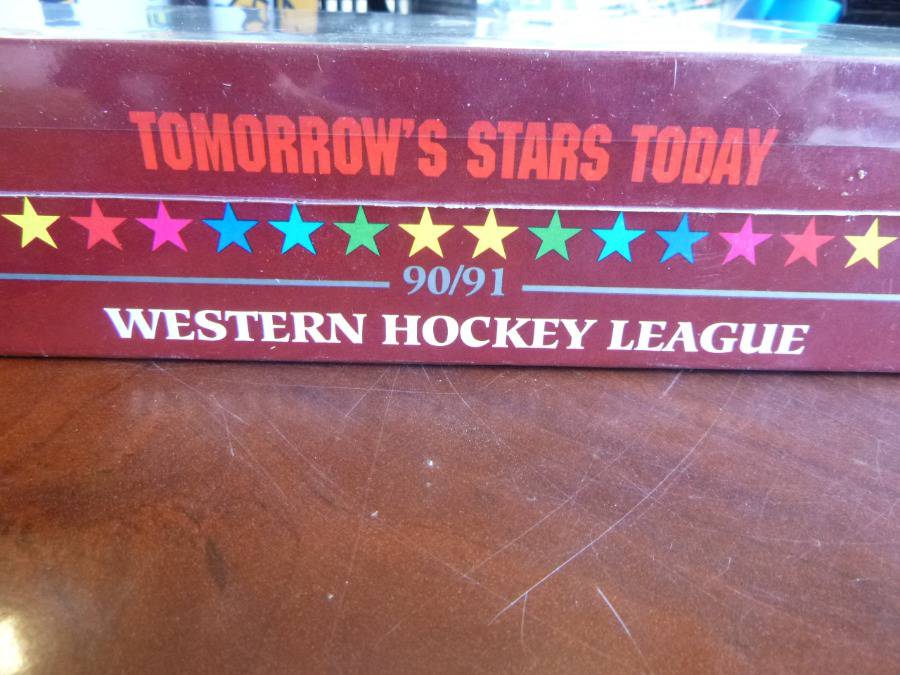 TOMORROW'S STARS TODAY
90/91
WESTERN HOCKEY LEAGUE